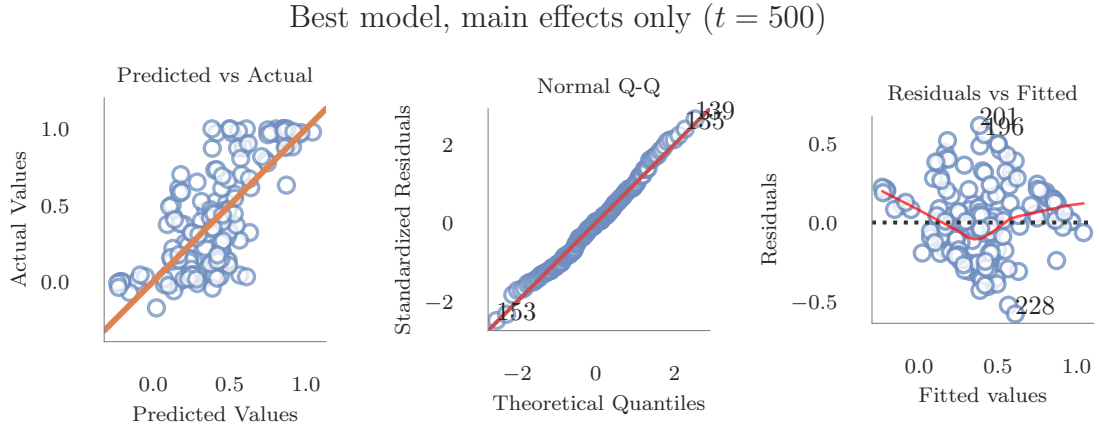 Best model, main effects only (t = 500)
Predicted vs Actual
Actual Values
1.0
0.5
0.0
0.0 0.5 1.0
Predicted Values
Normal Q-Q
Standardized Residuals
2
0
−2
139
135
153
−2 0 2
Theoretical Quantiles
Residuals vs Fitted
Residuals
0.5
0.0
−0.5
201
196
228
0.0 0.5 1.0
Fitted values